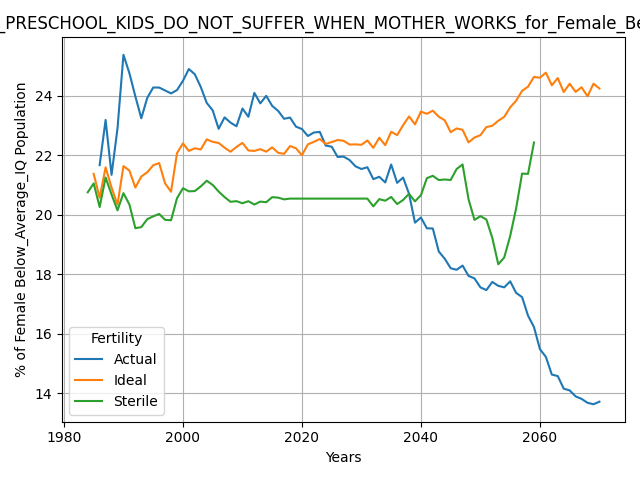 _PRESCHOOL_KIDS_DO_NOT_SUFFER_WHEN_MOTHER_WORKS_for_Female_Be
% of Female Below_Average_IQ Population
24
22
20
18
16
14
Fertility
Actual
Ideal
Sterile
1980
2000
2020
2040
2060
Years